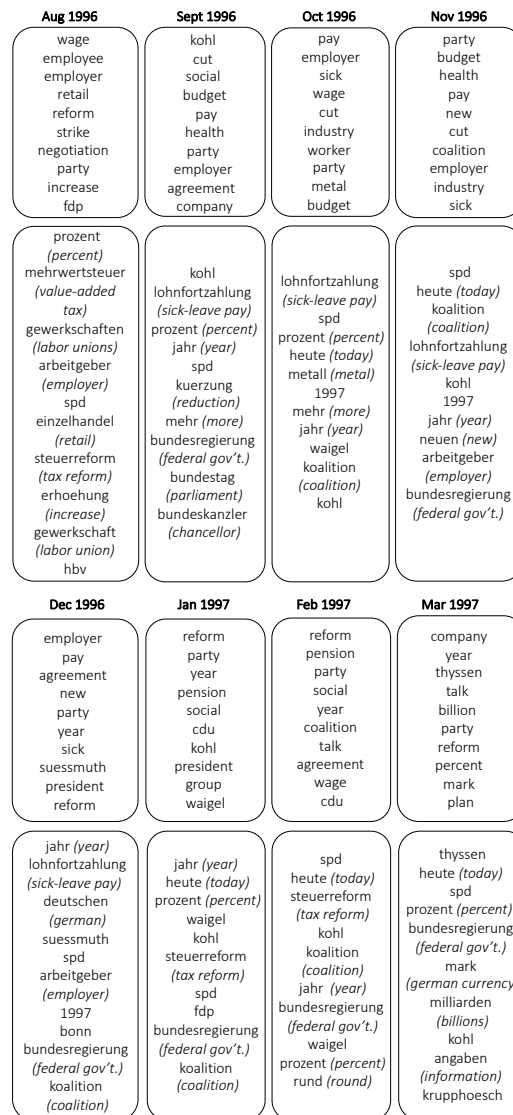 Aug 1996
wage
employee
employer
retail
reform
strike
negotiation
party
increase
fdp
Sept 1996
kohl
cut
social
budget
pay
health
party
employer
agreement
company
Oct 1996
pay
employer
sick
wage
cut
industry
worker
party
metal
budget
Nov 1996
party
budget
health
pay
new
cut
coalition
employer
industry
sick
prozent
(percent)
mehrwertsteuer
(value-added
tax)
gewerkschaften
(labor unions)
arbeitgeber
(employer)
spd
einzelhandel
(retail)
steuerreform
(tax reform)
erhoehung
(increase)
gewerkschaft
(labor union)
hbv
kohl
lohnfortzahlung
(sick-leave pay)
prozent (percent)
jahr (year)
spd
kuerzung
(reduction)
mehr (more)
bundesregierung
(federal gov't.)
bundestag
(parliament)
bundeskanzler
(chancellor)
lohnfortzahlung
(sick-leave pay)
spd
prozent (percent)
heute (today)
metall (metal)
1997
mehr (more)
jahr (year)
waigel
koalition
(coalition)
kohl
spd
heute (today)
koalition
(coalition)
lohnfortzahlung
(sick-leave pay)
kohl
1997
jahr (year)
neuen (new)
arbeitgeber
(employer)
bundesregierung
(federal gov't.)
Dec 1996
employer
pay
agreement
new
party
year
sick
suessmuth
president
reform
Jan 1997
reform
party
year
pension
social
cdu
kohl
president
group
waigel
Feb 1997
reform
pension
party
social
year
coalition
talk
agreement
wage
cdu
Mar 1997
company
year
thyssen
talk
billion
party
reform
percent
mark
plan
jahr (year)
lohnfortzahlung
(sick-leave pay)
deutschen
(german)
suessmuth
spd
arbeitgeber
(employer)
1997
bonn
bundesregierung
(federal gov't.)
koalition
(coalition)
jahr (year)
heute (today)
prozent (percent)
waigel
kohl
steuerreform
(tax reform)
spd
fdp
bundesregierung
(federal gov't.)
koalition
(coalition)
spd
heute (today)
steuerreform
(tax reform)
kohl
koalition
(coalition)
jahr (year)
bundesregierung
(federal gov't.)
waigel
prozent (percent)
rund (round)
thyssen
heute (today)
spd
prozent (percent)
bundesregierung
(federal gov't.)
mark
(german currency)
milliarden
(billions)
kohl
angaben
(information)
krupphoesch